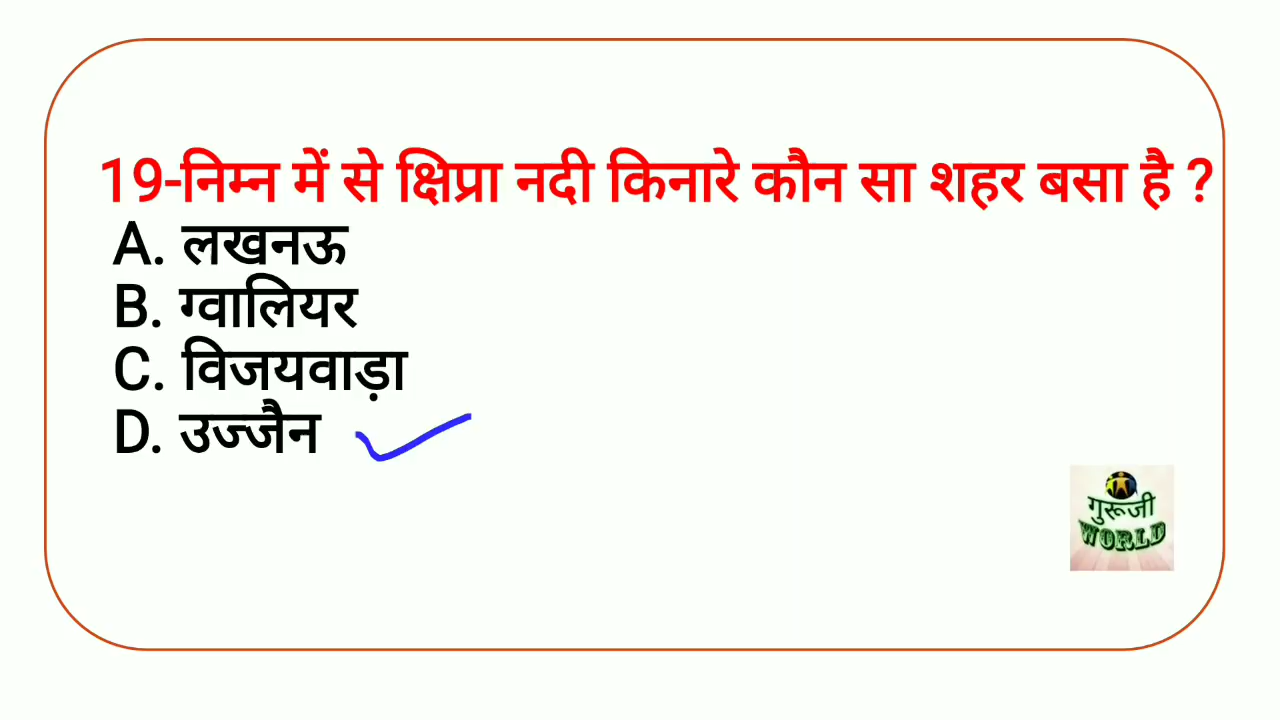 19-निम्न में से क्षिप्रा नदी किनारे कौन सा शहर बसा है ?
A. लखनऊ
B. ग्वालियर
C. विजयवाड़ा
D. उज्जैन
गुरूजी
WORLD